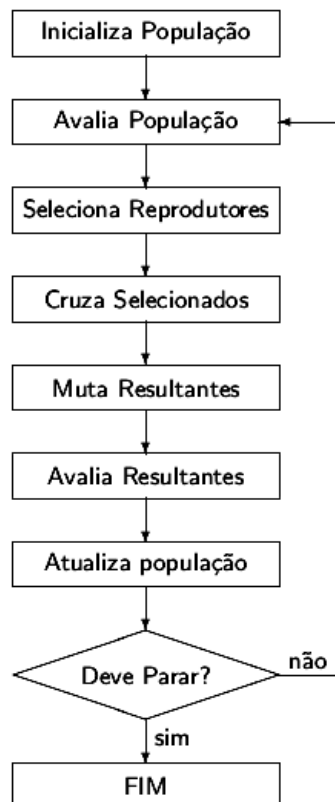 Inicializa População
Avalia População
Seleciona Reprodutores
Cruza Selecionados
Muta Resultantes
Avalia Resultantes
Atualiza população
Deve Parar?
não
sim
FIM